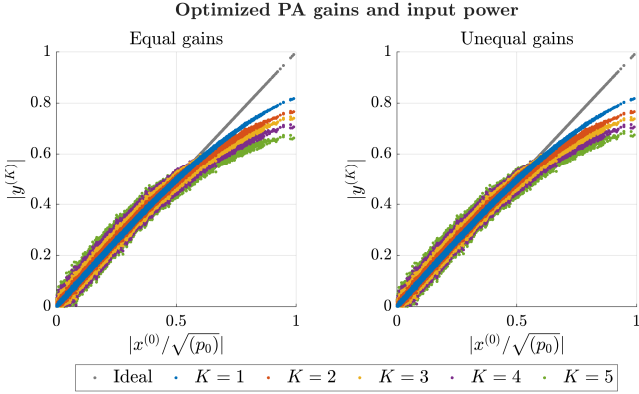 Optimized PA gains and input power
Equal gains
Unequal gains
1
0.8
0.6
0.4
0.2
0
|y^{(K)}|
0 0.5 1
|x^{(0)}/√(p_0)|
1
0.8
0.6
0.4
0.2
0
|y^{(K)}|
0 0.5 1
|x^{(0)}/√(p_0)|
Ideal K = 1 K = 2 K = 3 K = 4 K = 5